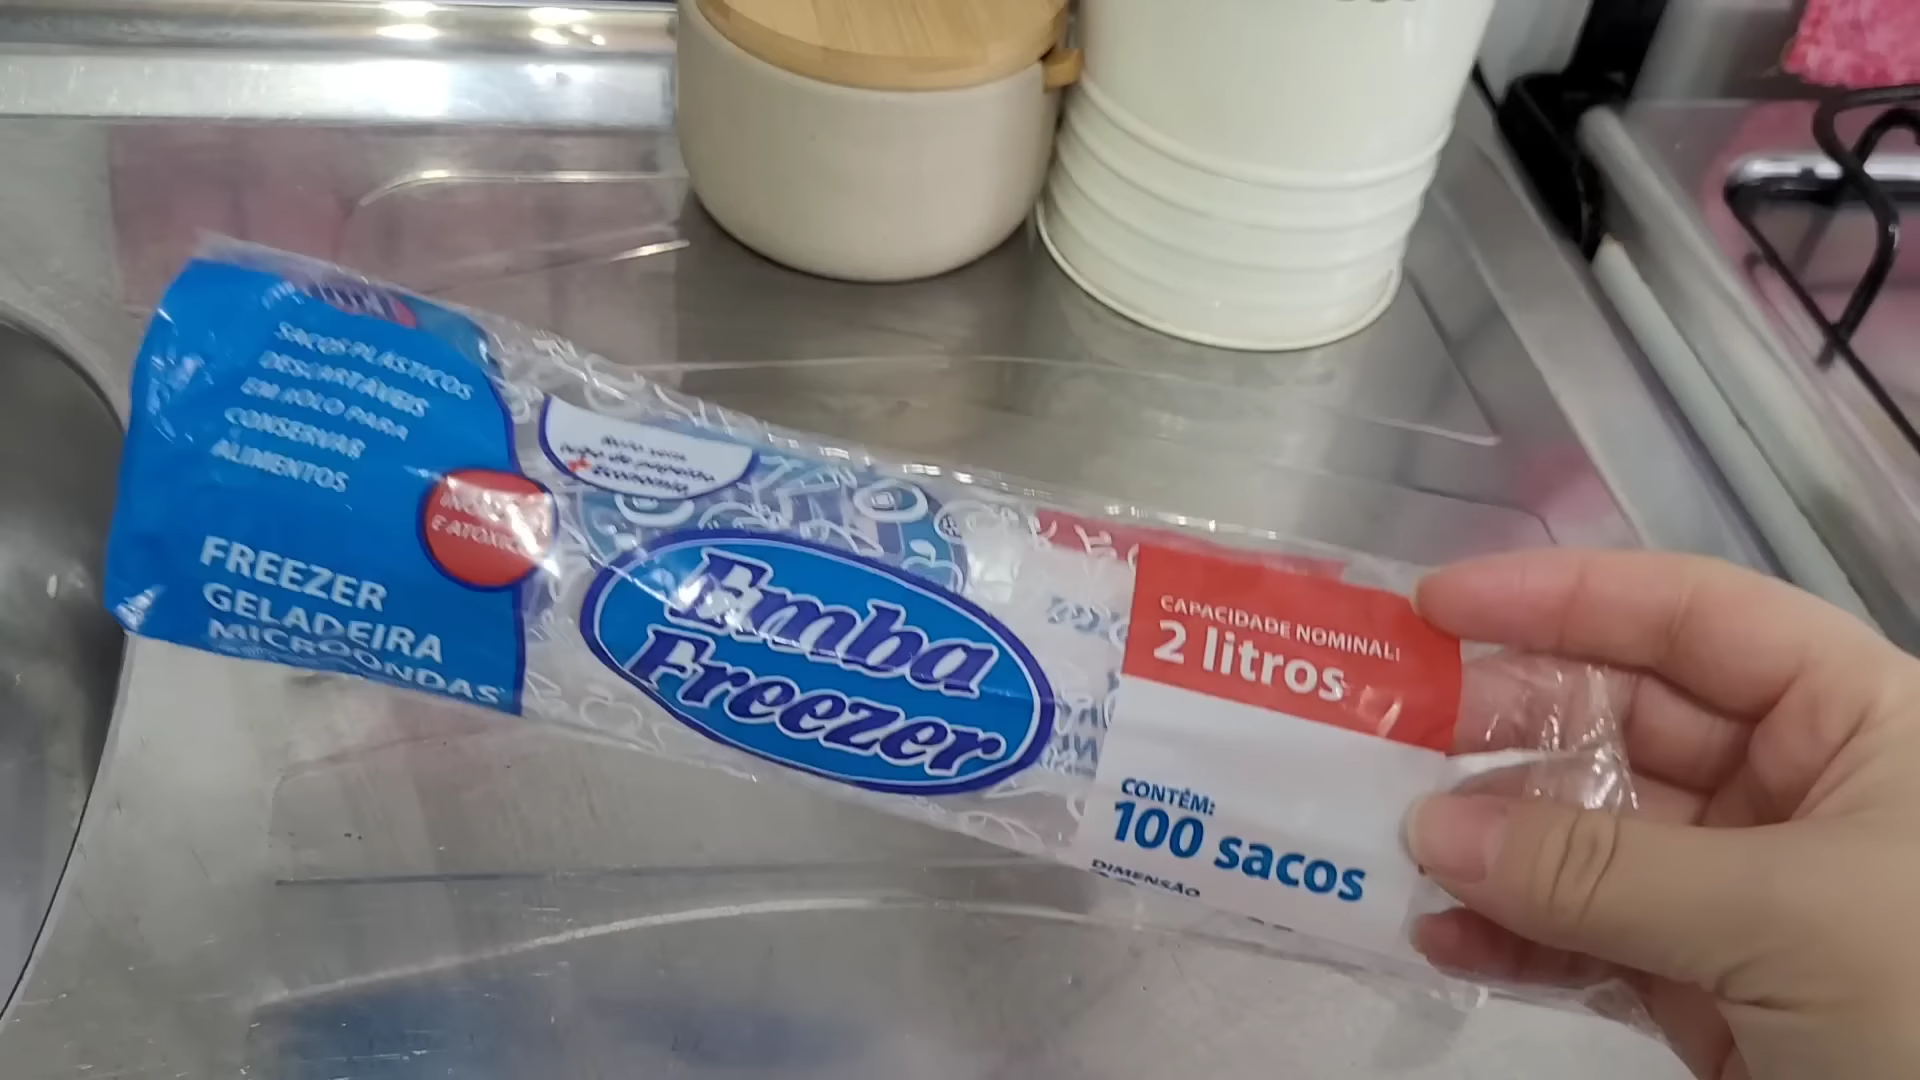 SACOS PLÁSTICOS
DESCARTÁVEIS
EM ROLO PARA
CONSERVAR
ALIMENTOS
E ATÓXICO
FREEZER
GELADEIRA
MICROONDAS
Emba
Freezer
CAPACIDADE NOMINAL:
2 litros
CONTÉM:
100 sacos
DIMENSÃO